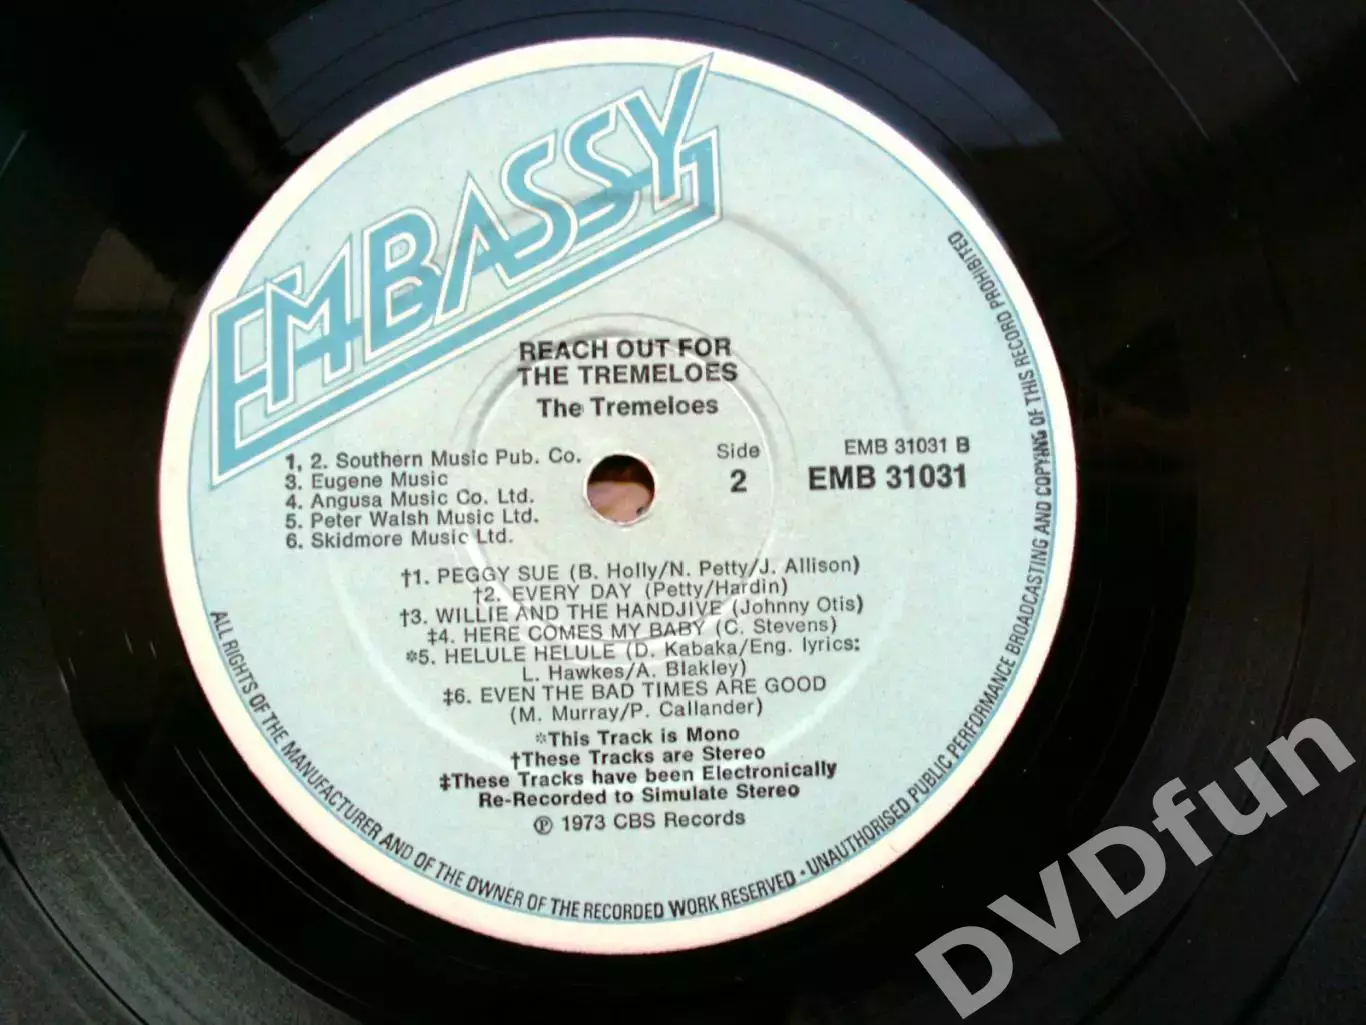 EMBASSY
REACH OUT FOR
THE TREMELOES
The Tremeloes
1, 2. Southern Music Pub. Co.
3. Eugene Music
4. Angusa Music Co. Ltd.
5. Peter Walsh Music Ltd.
6. Skidmore Music Ltd.
Side
2
EMB 31031 B
EMB 31031
†1. PEGGY SUE (B. Holly/N. Petty/J. Allison)
†2. EVERY DAY (Petty/Hardin)
†3. WILLIE AND THE HANDJIVE (Johnny Otis)
‡4. HERE COMES MY BABY (C. Stevens)
*5. HELULE HELULE (D. Kabaka/Eng. lyrics:
L. Hawkes/A. Blakley)
‡6. EVEN THE BAD TIMES ARE GOOD
(M. Murray/P. Callander)
*This Track is Mono
†These Tracks are Stereo
‡These Tracks have been Electronically
Re-Recorded to Simulate Stereo
℗ 1973 CBS Records
ALL RIGHTS OF THE MANUFACTURER AND OF THE OWNER OF THE RECORDED WORK RESERVED • UNAUTHORISED PUBLIC PERFORMANCE BROADCASTING AND COPYING OF THIS RECORD PROHIBITED
DVDfun